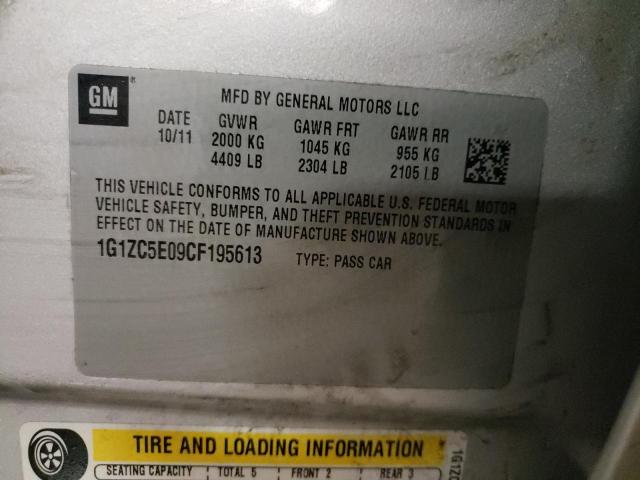 GM
MFD BY GENERAL MOTORS LLC
DATE GVWR GAWR FRT GAWR RR
10/11 2000 KG 1045 KG 955 KG
4409 LB 2304 LB 2105 LB
THIS VEHICLE CONFORMS TO ALL APPLICABLE U.S. FEDERAL MOTOR
VEHICLE SAFETY, BUMPER, AND THEFT PREVENTION STANDARDS IN
EFFECT ON THE DATE OF MANUFACTURE SHOWN ABOVE.
1G1ZC5E09CF195613 TYPE: PASS CAR
TIRE AND LOADING INFORMATION
SEATING CAPACITY TOTAL 5 FRONT 2 REAR 3
1G1ZC